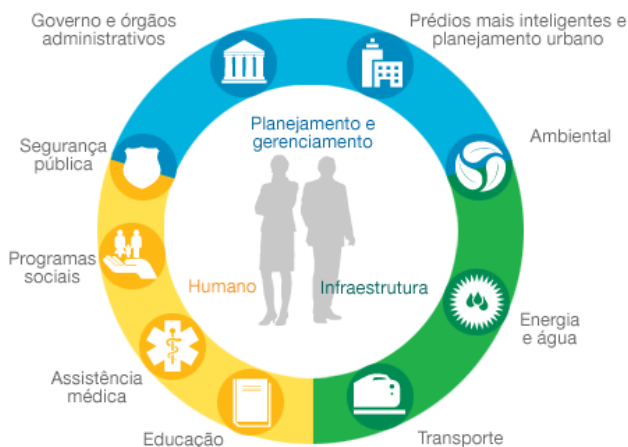 Governo e órgãos
administrativos
Prédios mais inteligentes e
planejamento urbano
Planejamento e
gerenciamento
Segurança
pública
Ambiental
Programas
sociais
Humano
Infraestrutura
Energia
e água
Assistência
médica
Educação
Transporte